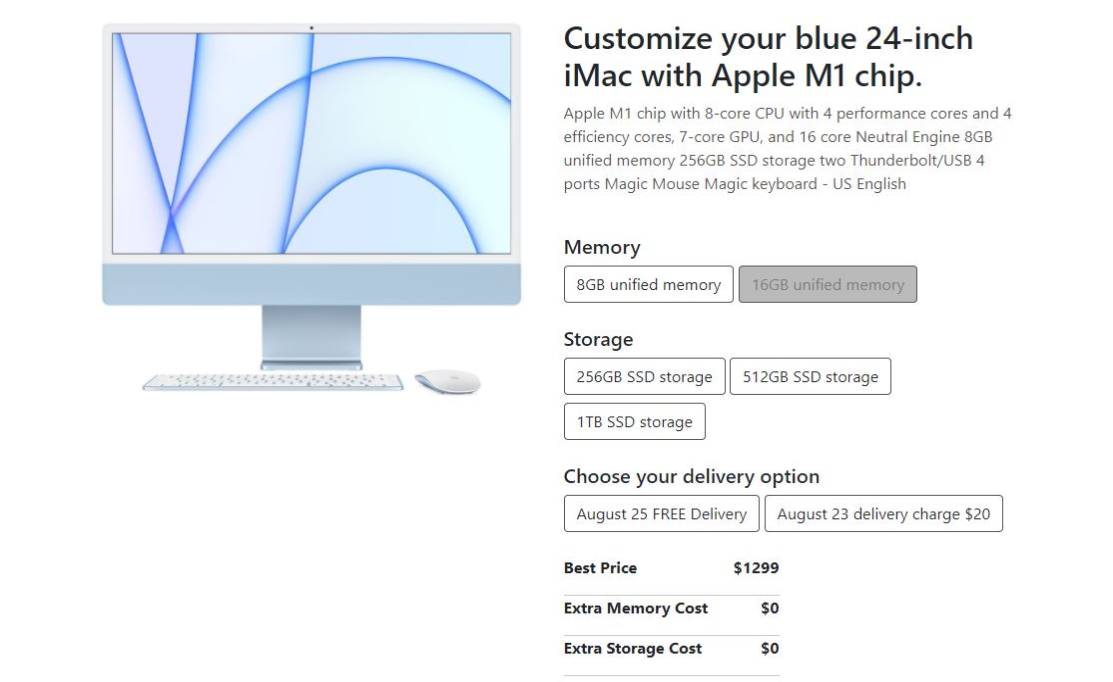 Customize your blue 24-inch
iMac with Apple M1 chip.
Apple M1 chip with 8-core CPU with 4 performance cores and 4
efficiency cores, 7-core GPU, and 16 core Neutral Engine 8GB
unified memory 256GB SSD storage two Thunderbolt/USB 4
ports Magic Mouse Magic keyboard - US English
Memory
8GB unified memory 16GB unified memory
Storage
256GB SSD storage 512GB SSD storage
1TB SSD storage
Choose your delivery option
August 25 FREE Delivery August 23 delivery charge $20
Best Price $1299
Extra Memory Cost $0
Extra Storage Cost $0